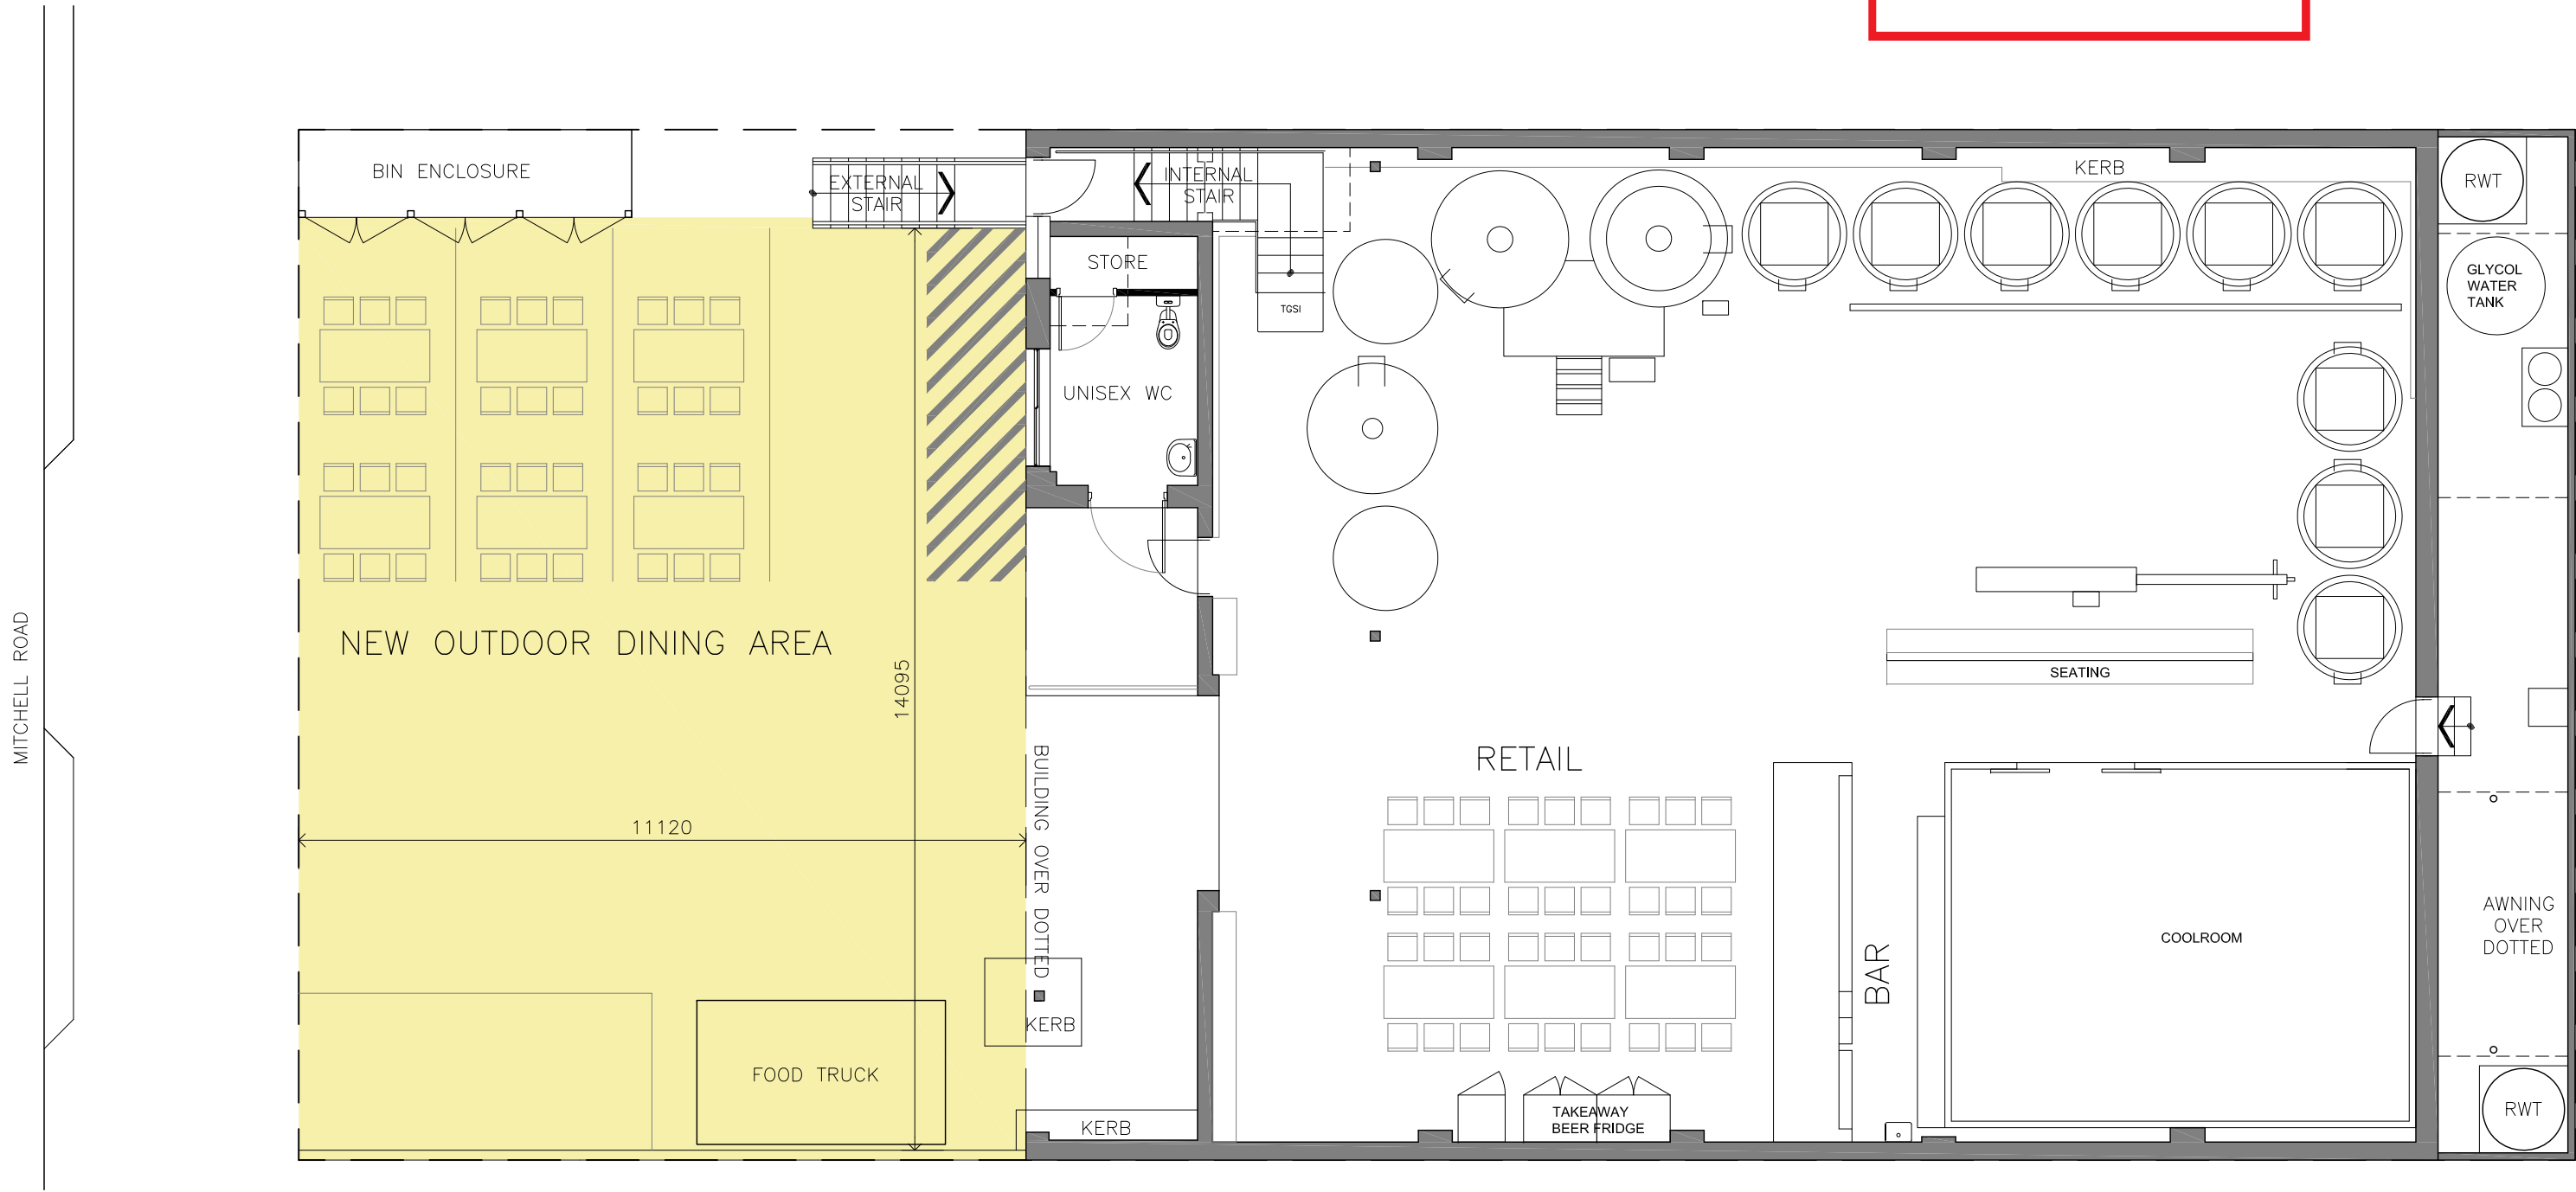 BIN ENCLOSURE
EXTERNAL
STAIR
INTERNAL
STAIR
KERB
RWT
STORE
GLYCOL
WATER
TANK
TGSI
UNISEX WC
MITCHELL ROAD
NEW OUTDOOR DINING AREA
14095
SEATING
RETAIL
BUILDING OVER DOTTED
11120
AWNING
OVER
DOTTED
COOLROOM
BAR
KERB
FOOD TRUCK
TAKEAWAY
BEER FRIDGE
KERB
RWT